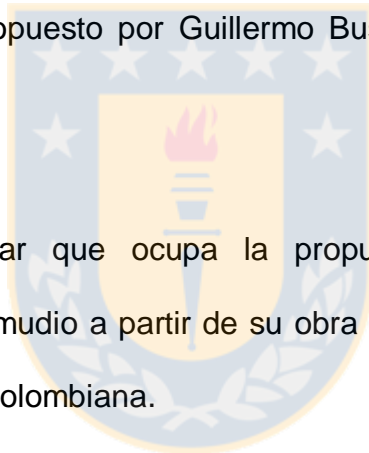 opuesto por Guillermo Bu
ar que ocupa la propu
mudio a partir de su obra
olombiana.